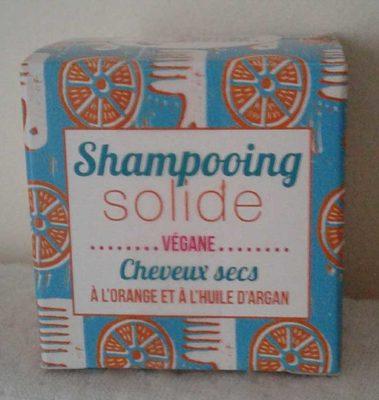 Shampooing
solide
........ VÉGANE ........
Cheveux secs
À L'ORANGE ET À L'HUILE D'ARGAN